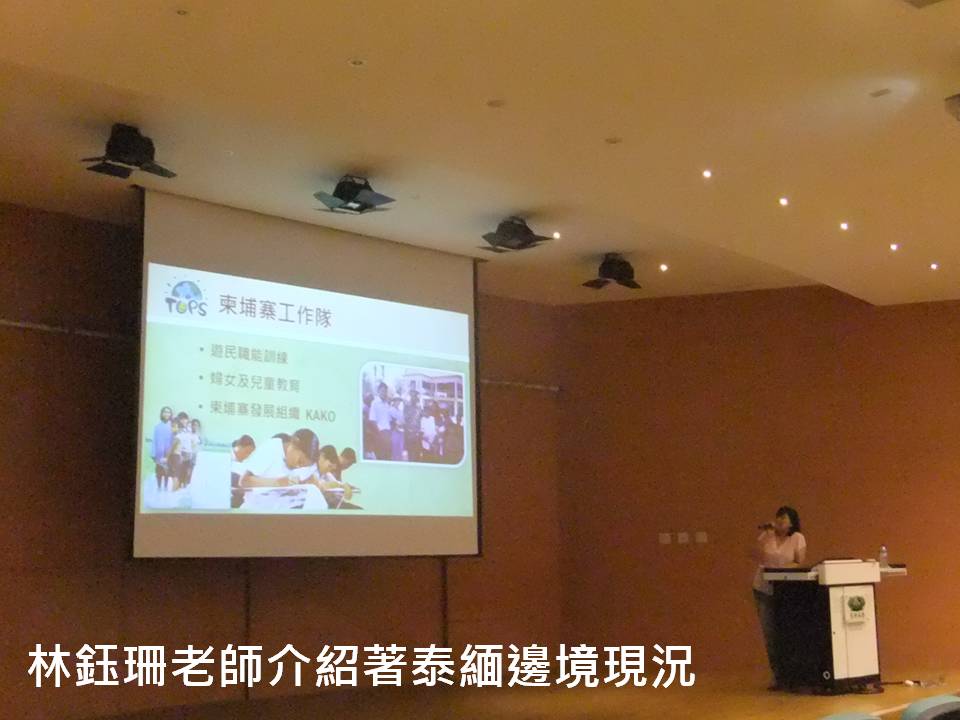 TOPS 柬埔寨工作隊
• 遊民職能訓練
• 婦女及兒童教育
• 柬埔寨發展組織 KAKO
林鈺珊老師介紹著泰緬邊境現況